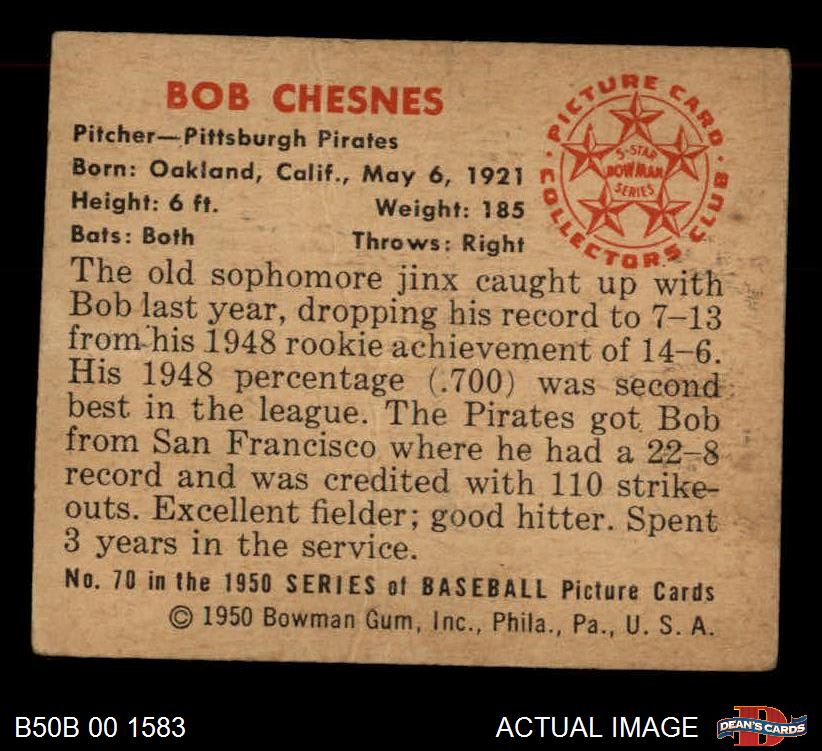 BOB CHESNES
Pitcher—Pittsburgh Pirates
Born: Oakland, Calif., May 6, 1921
Height: 6 ft. Weight: 185
Bats: Both Throws: Right
PICTURE CARD
COLLECTORS CLUB
5-STAR
BOWMAN
SERIES
The old sophomore jinx caught up with
Bob last year, dropping his record to 7–13
from his 1948 rookie achievement of 14–6.
His 1948 percentage (.700) was second
best in the league. The Pirates got Bob
from San Francisco where he had a 22–8
record and was credited with 110 strike-
outs. Excellent fielder; good hitter. Spent
3 years in the service.
No. 70 in the 1950 SERIES of BASEBALL Picture Cards
© 1950 Bowman Gum, Inc., Phila., Pa., U. S. A.
B50B 00 1583
ACTUAL IMAGE
D
DEAN'S CARDS